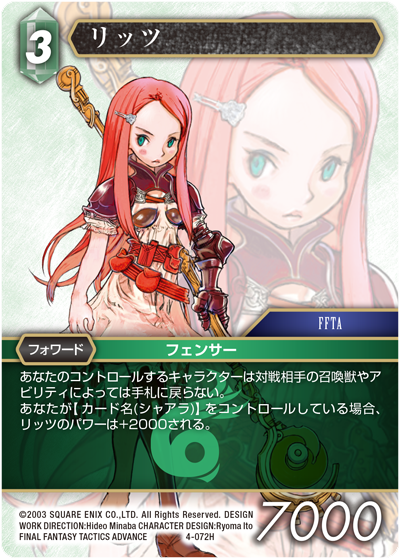 3
リッツ
FFTA
フォワード
フェンサー
あなたのコントロールするキャラクターは対戦相手の召喚獣やア
ビリティによっては手札に戻らない。
あなたが【カード名(シャアラ)】をコントロールしている場合、
リッツのパワーは+2000される。
©2003 SQUARE ENIX CO.,LTD. All Rights Reserved. DESIGN
WORK DIRECTION:Hideo Minaba CHARACTER DESIGN:Ryoma Ito
FINAL FANTASY TACTICS ADVANCE 4-072H
7000